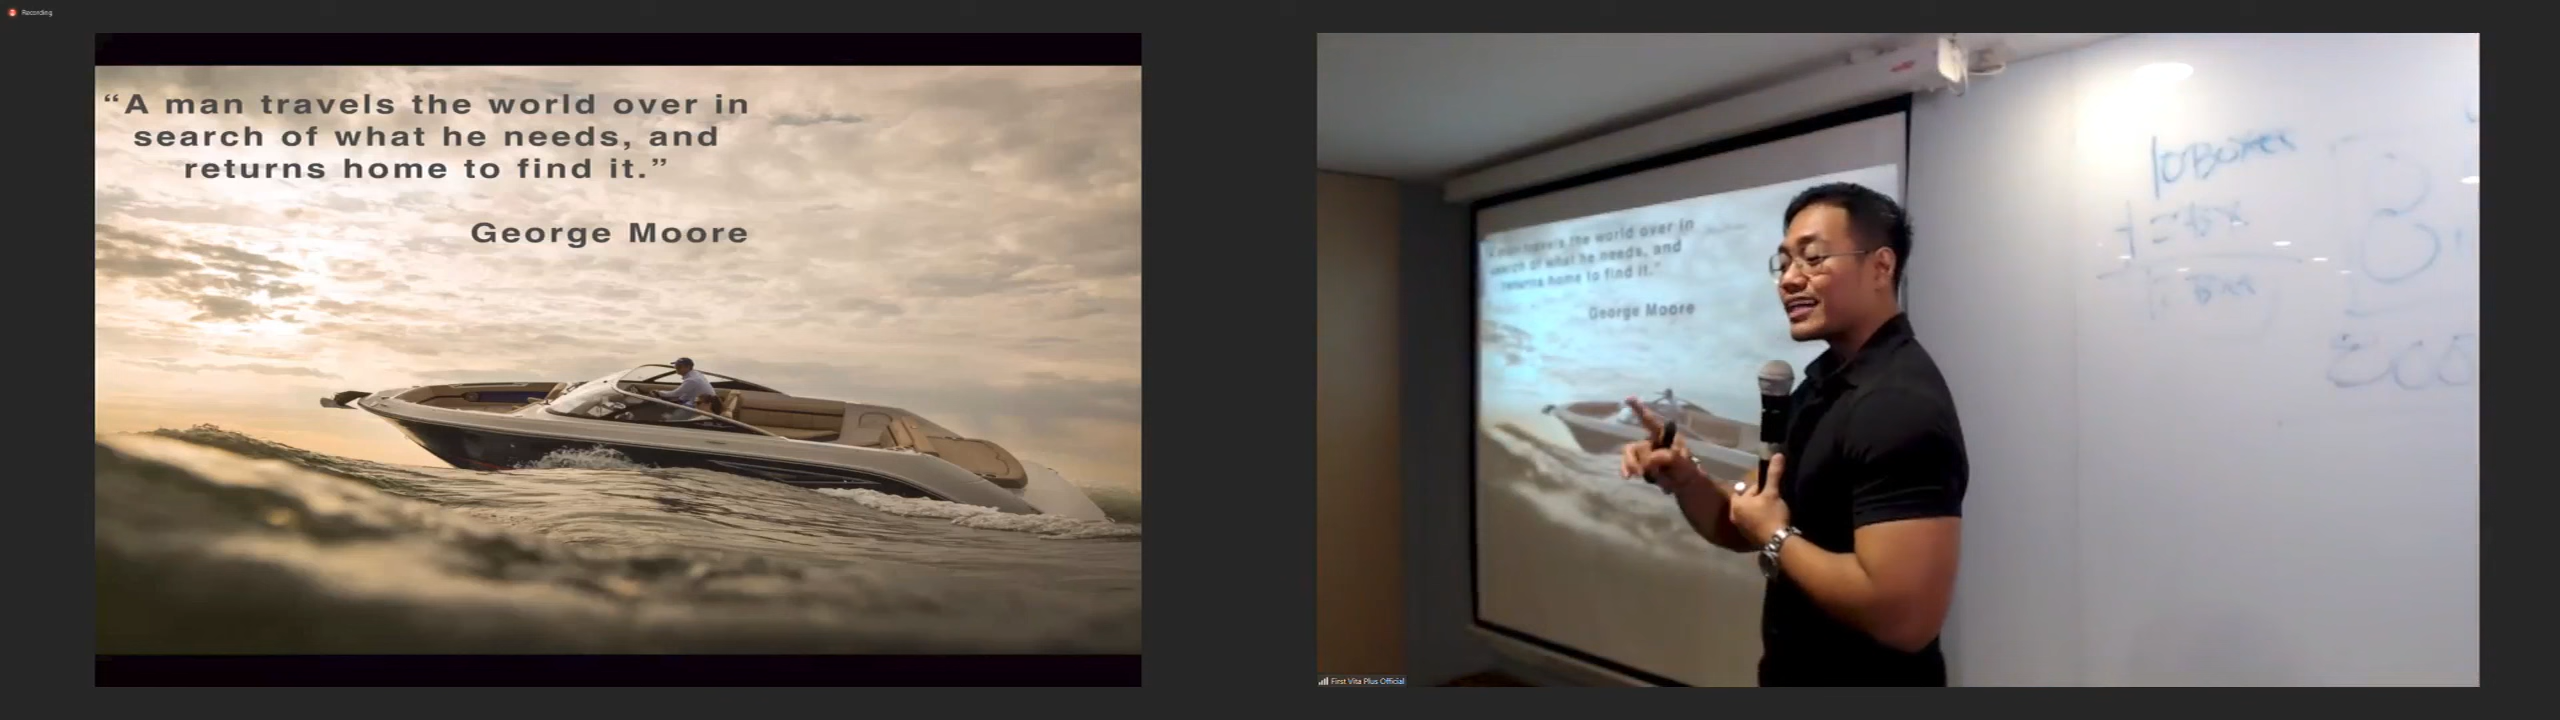 Recording
“A man travels the world over in
search of what he needs, and
returns home to find it.”
George Moore
A man travels the world over in
search of what he needs, and
returns home to find it.”
George Moore
10 Boxes
First Vita Plus Official